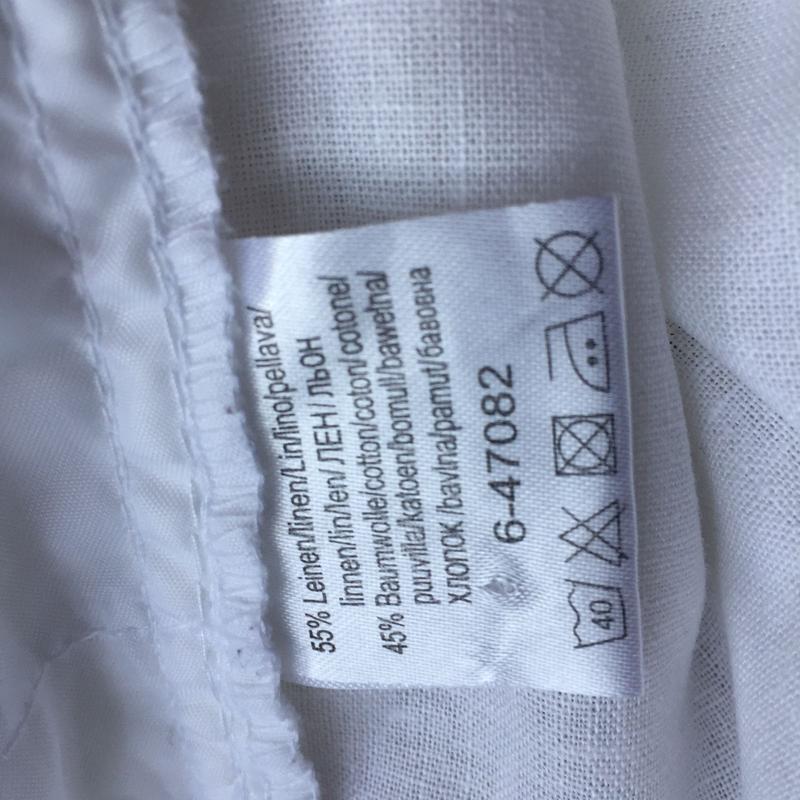 55% Leinen/linen/Lin/lino/pellava/
linnen/lin/len/ ЛЕН / ЛЬОН
45% Baumwolle/cotton/coton/ cotone/
puuvilla/katoen/bomull/bawełna/
хлопок /bavlna/pamut/бавовна
6-47082
40